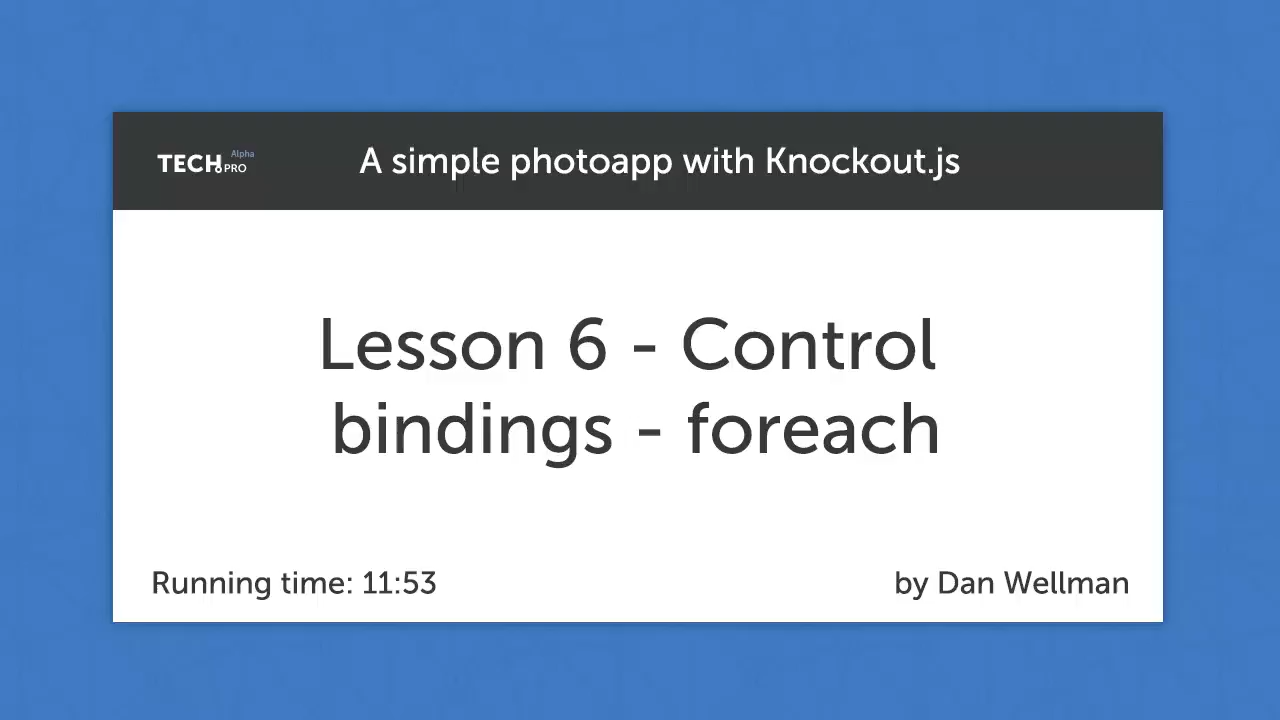 TECH.PRO Alpha
A simple photoapp with Knockout.js
Lesson 6 - Control
bindings - foreach
Running time: 11:53
by Dan Wellman